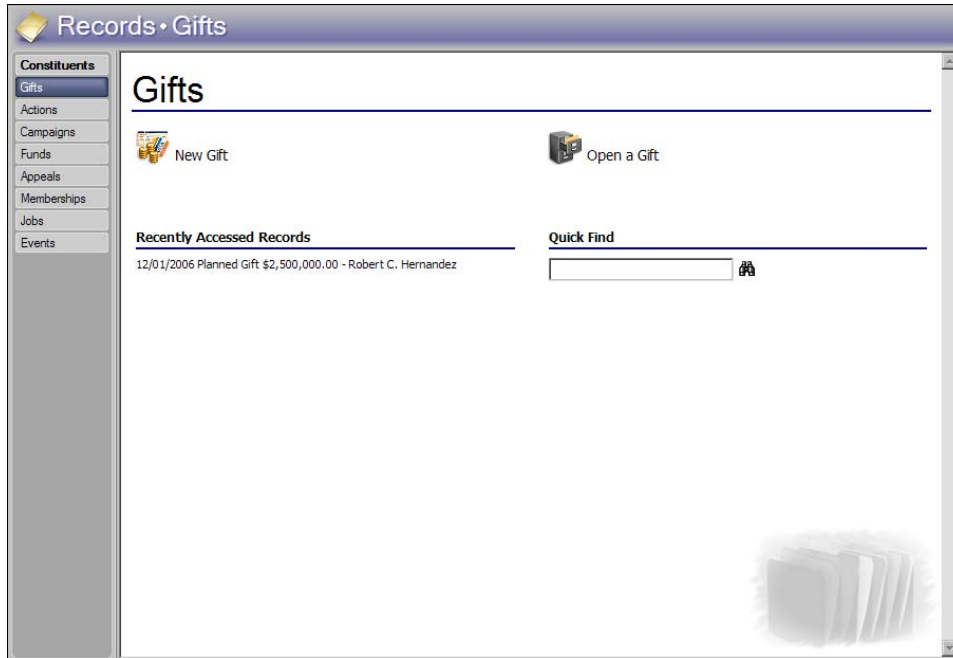 Records • Gifts
Constituents
Gifts
Actions
Campaigns
Funds
Appeals
Memberships
Jobs
Events
Gifts
New Gift
Open a Gift
Recently Accessed Records
12/01/2006 Planned Gift $2,500,000.00 - Robert C. Hernandez
Quick Find